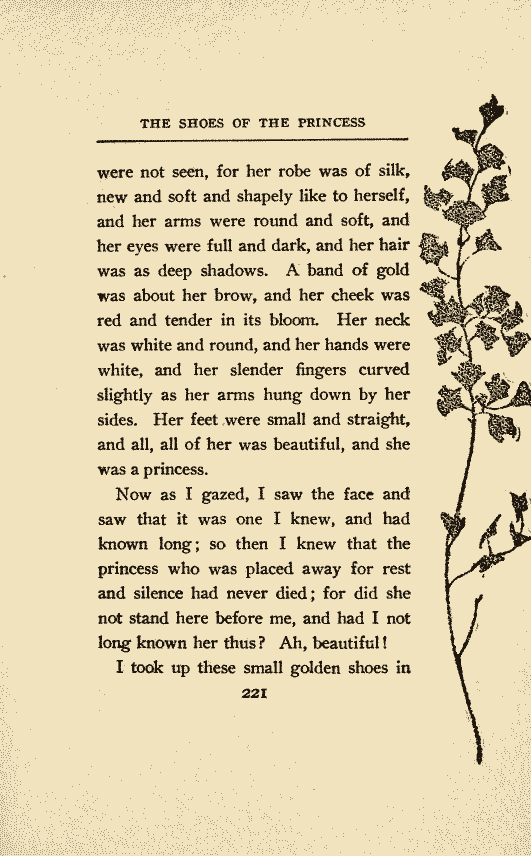 THE SHOES OF THE PRINCESS
were not seen, for her robe was of silk,
new and soft and shapely like to herself,
and her arms were round and soft, and
her eyes were full and dark, and her hair
was as deep shadows. A band of gold
was about her brow, and her cheek was
red and tender in its bloom. Her neck
was white and round, and her hands were
white, and her slender fingers curved
slightly as her arms hung down by her
sides. Her feet were small and straight,
and all, all of her was beautiful, and she
was a princess.
Now as I gazed, I saw the face and
saw that it was one I knew, and had
known long; so then I knew that the
princess who was placed away for rest
and silence had never died; for did she
not stand here before me, and had I not
long known her thus? Ah, beautiful!
I took up these small golden shoes in
221